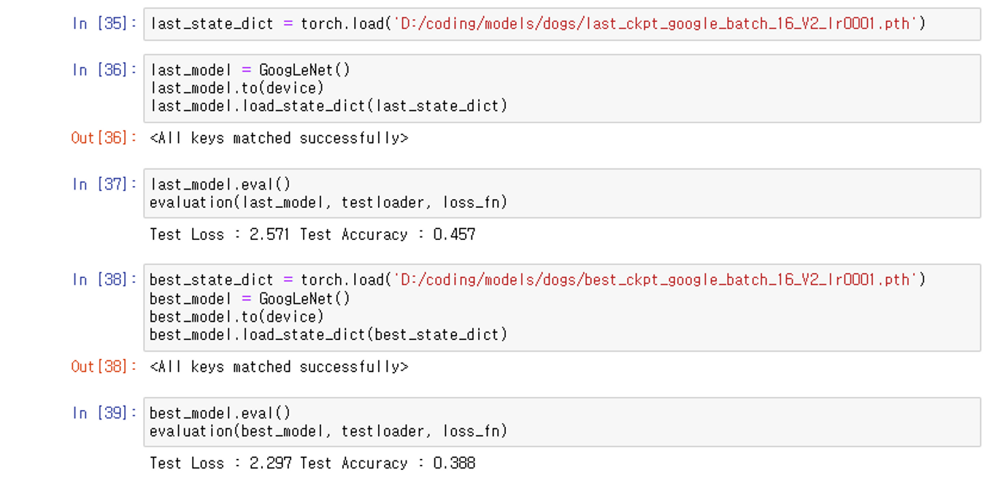 In [35]: last_state_dict = torch.load('D:/coding/models/dogs/last_ckpt_google_batch_16_V2_lr0001.pth')
In [36]: last_model = GoogLeNet()
last_model.to(device)
last_model.load_state_dict(last_state_dict)
Out[36]: <All keys matched successfully>
In [37]: last_model.eval()
evaluation(last_model, testloader, loss_fn)
Test Loss : 2.571 Test Accuracy : 0.457
In [38]: best_state_dict = torch.load('D:/coding/models/dogs/best_ckpt_google_batch_16_V2_lr0001.pth')
best_model = GoogLeNet()
best_model.to(device)
best_model.load_state_dict(best_state_dict)
Out[38]: <All keys matched successfully>
In [39]: best_model.eval()
evaluation(best_model, testloader, loss_fn)
Test Loss : 2.297 Test Accuracy : 0.388